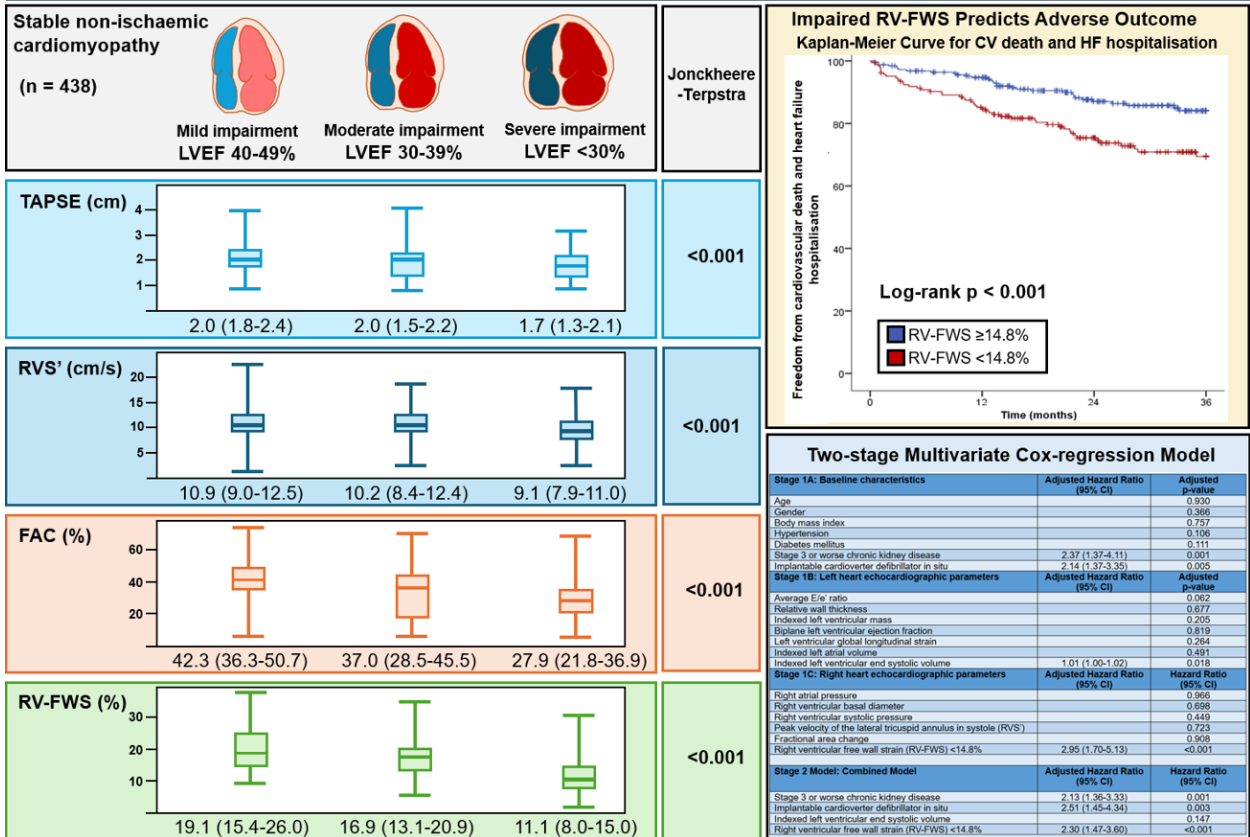 Stable non-ischaemic
cardiomyopathy
(n = 438)
Mild impairment
LVEF 40-49%
Moderate impairment
LVEF 30-39%
Severe impairment
LVEF <30%
Jonckheere
-Terpstra
TAPSE (cm)
4
3
2
1
2.0 (1.8-2.4)
2.0 (1.5-2.2)
1.7 (1.3-2.1)
<0.001
RVS' (cm/s)
20
15
10
5
10.9 (9.0-12.5)
10.2 (8.4-12.4)
9.1 (7.9-11.0)
<0.001
FAC (%)
60
40
20
42.3 (36.3-50.7)
37.0 (28.5-45.5)
27.9 (21.8-36.9)
<0.001
RV-FWS (%)
30
20
10
19.1 (15.4-26.0)
16.9 (13.1-20.9)
11.1 (8.0-15.0)
<0.001
Impaired RV-FWS Predicts Adverse Outcome
Kaplan-Meier Curve for CV death and HF hospitalisation
Freedom from cardiovascular death and heart failure
hospitalisation
100
80
60
40
20
0
Log-rank p < 0.001
RV-FWS ≥14.8%
RV-FWS <14.8%
0 12 24 36
Time (months)
Two-stage Multivariate Cox-regression Model
Stage 1A: Baseline characteristics Adjusted Hazard Ratio (95% CI) Adjusted p-value
Age 0.930
Gender 0.366
Body mass index 0.757
Hypertension 0.106
Diabetes mellitus 0.111
Stage 3 or worse chronic kidney disease 2.37 (1.37-4.11) 0.001
Implantable cardioverter defibrillator in situ 2.14 (1.37-3.35) 0.005
Stage 1B: Left heart echocardiographic parameters Adjusted Hazard Ratio (95% CI) Adjusted p-value
Average E/e' ratio 0.062
Relative wall thickness 0.677
Indexed left ventricular mass 0.205
Biplane left ventricular ejection fraction 0.819
Left ventricular global longitudinal strain 0.264
Indexed left atrial volume 0.491
Indexed left ventricular end systolic volume 1.01 (1.00-1.02) 0.018
Stage 1C: Right heart echocardiographic parameters Adjusted Hazard Ratio (95% CI) Hazard Ratio (95% CI)
Right atrial pressure 0.966
Right ventricular basal diameter 0.698
Right ventricular systolic pressure 0.449
Peak velocity of the lateral tricuspid annulus in systole (RVS') 0.723
Fractional area change 0.908
Right ventricular free wall strain (RV-FWS) <14.8% 2.95 (1.70-5.13) <0.001
Stage 2 Model: Combined Model Adjusted Hazard Ratio (95% CI) Hazard Ratio (95% CI)
Stage 3 or worse chronic kidney disease 2.13 (1.36-3.33) 0.001
Implantable cardioverter defibrillator in situ 2.51 (1.45-4.34) 0.003
Indexed left ventricular end systolic volume 0.147
Right ventricular free wall strain (RV-FWS) <14.8% 2.30 (1.47-3.60) <0.001